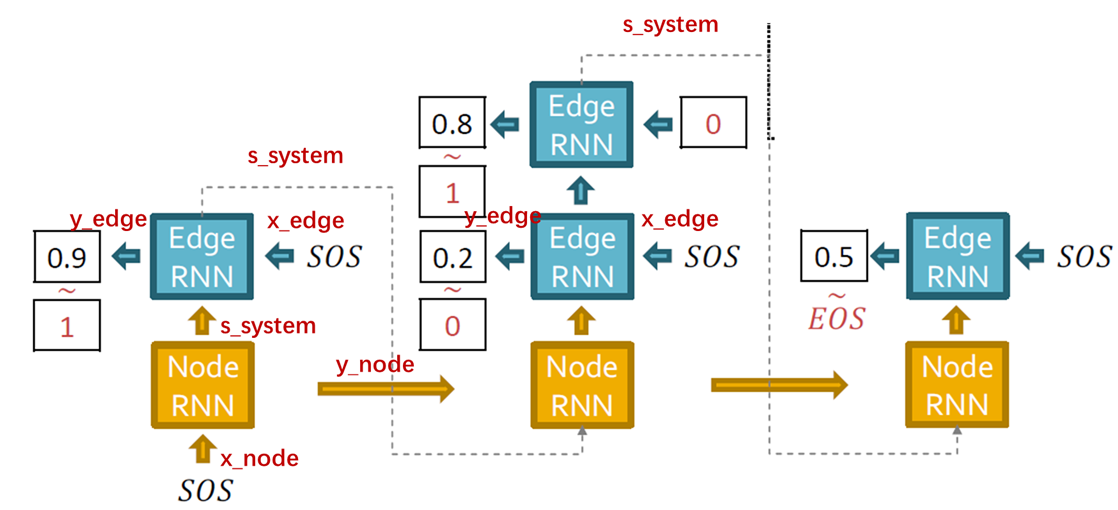 s_system
Edge
RNN
0.8
0
~
1
s_system
y_edge
x_edge
Edge
RNN
0.9
SOS
~
1
y_edge
x_edge
Edge
RNN
0.2
SOS
~
0
Edge
RNN
0.5
SOS
~
EOS
s_system
Node
RNN
y_node
Node
RNN
Node
RNN
x_node
SOS